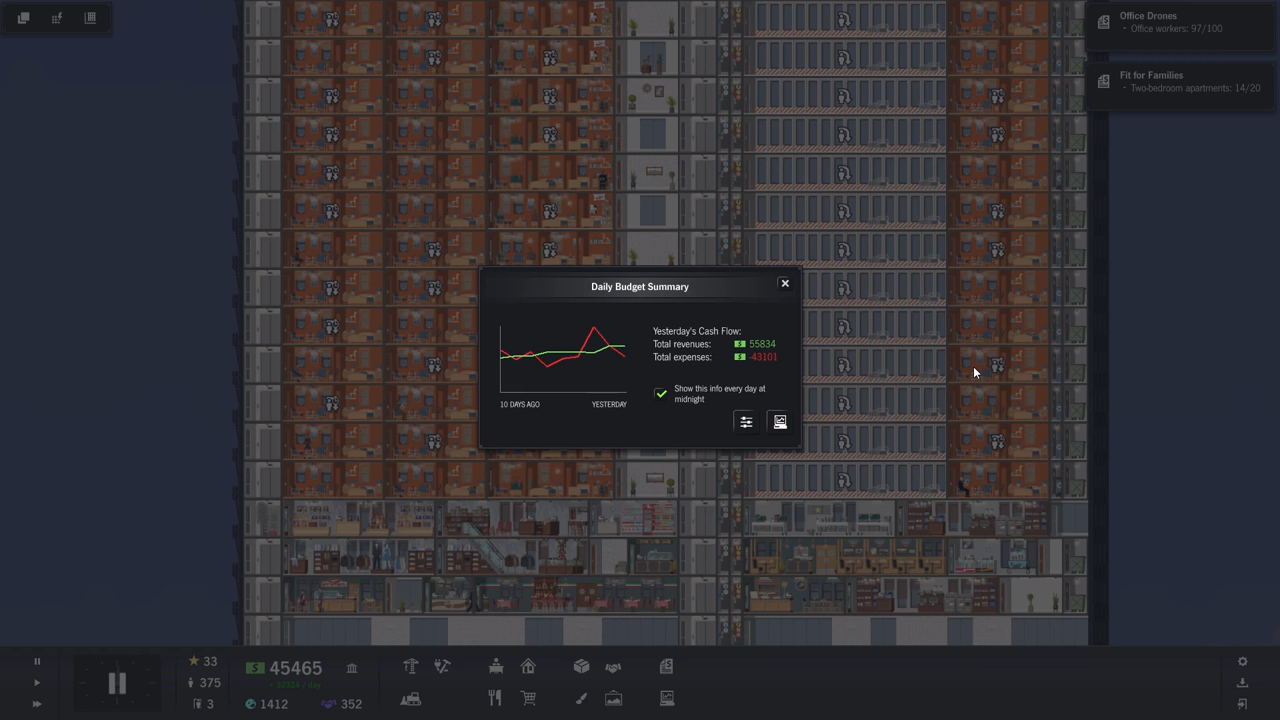 Office Drones
- Office workers: 97/100
Fit for Families
- Two-bedroom apartments: 14/20
Daily Budget Summary
Yesterday's Cash Flow:
Total revenues: 55834
Total expenses: -43101
Show this info every day at
midnight
10 DAYS AGO
YESTERDAY
33
45465
375
3
1412
352